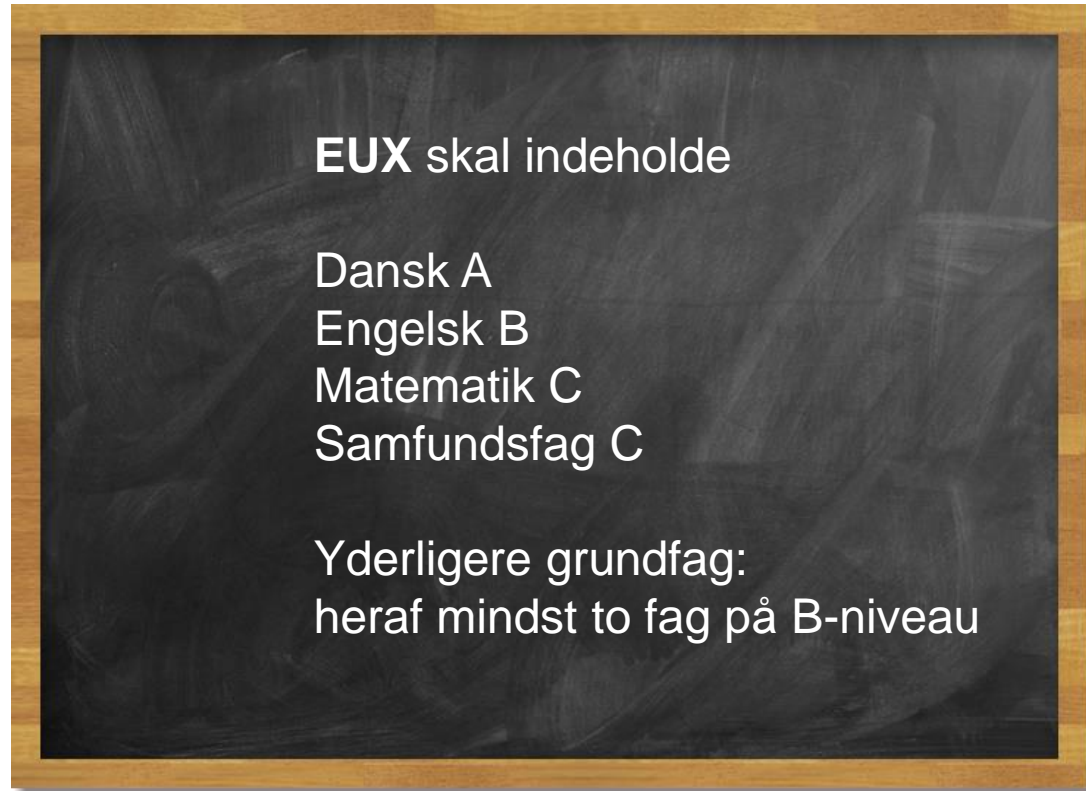 EUX skal indeholde
Dansk A
Engelsk B
Matematik C
Samfundsfag C
Yderligere grundfag:
heraf mindst to fag på B-niveau